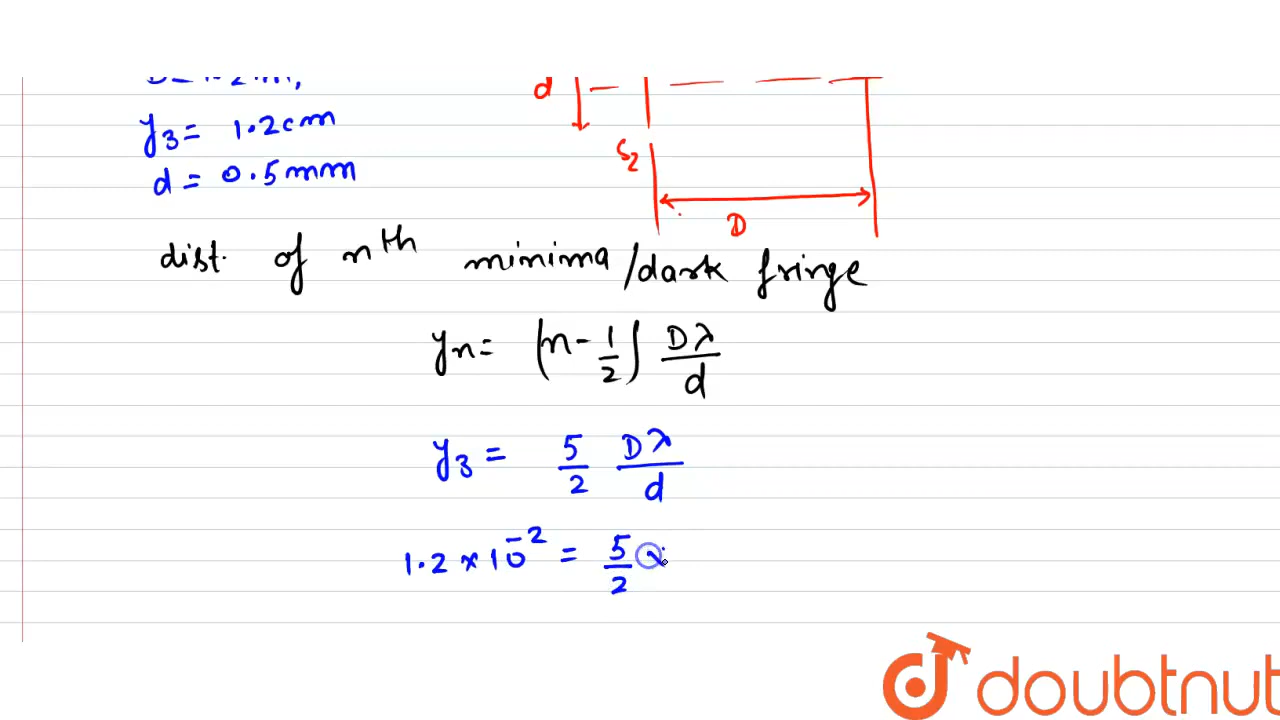 d
y₃ = 1.2cm
S₂
d = 0.5mm
D
dist. of nth minima/dark fringe
yn = (n - 1/2) Dλ/d
y₃ = 5/2 Dλ/d
1.2 × 10⁻² = 5/2
doubtnut